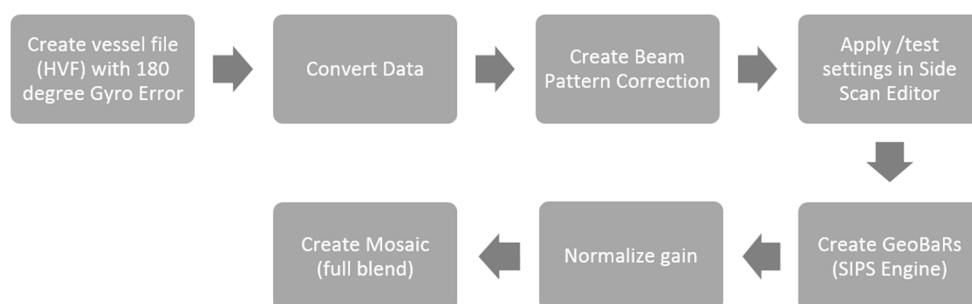 Create vessel file
(HVF) with 180
degree Gyro Error
Convert Data
Create Beam
Pattern Correction
Apply /test
settings in Side
Scan Editor
Create GeoBaRs
(SIPS Engine)
Normalize gain
Create Mosaic
(full blend)